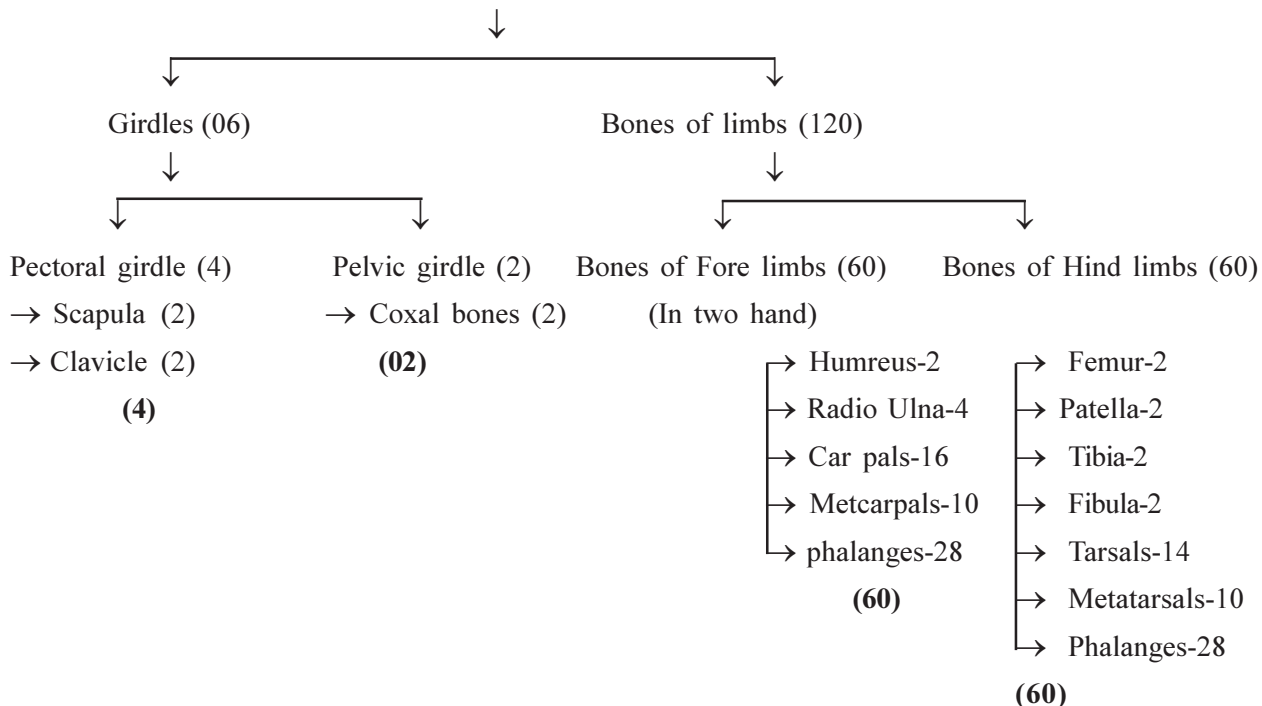 Girdles (06) Bones of limbs (120)
Pectoral girdle (4) Pelvic girdle (2) Bones of Fore limbs (60) Bones of Hind limbs (60)
→ Scapula (2) → Coxal bones (2) (In two hand)
→ Clavicle (2) (02) → Humreus-2 → Femur-2
(4) → Radio Ulna-4 → Patella-2
→ Car pals-16 → Tibia-2
→ Metcarpals-10 → Fibula-2
→ phalanges-28 → Tarsals-14
(60) → Metatarsals-10
→ Phalanges-28
(60)